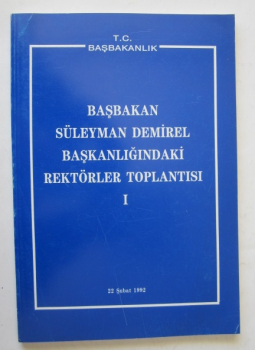 T.C.
BAŞBAKANLIK
BAŞBAKAN
SÜLEYMAN DEMİREL
BAŞKANLIĞINDAKİ
REKTÖRLER TOPLANTISI
I
22 Şubat 1992